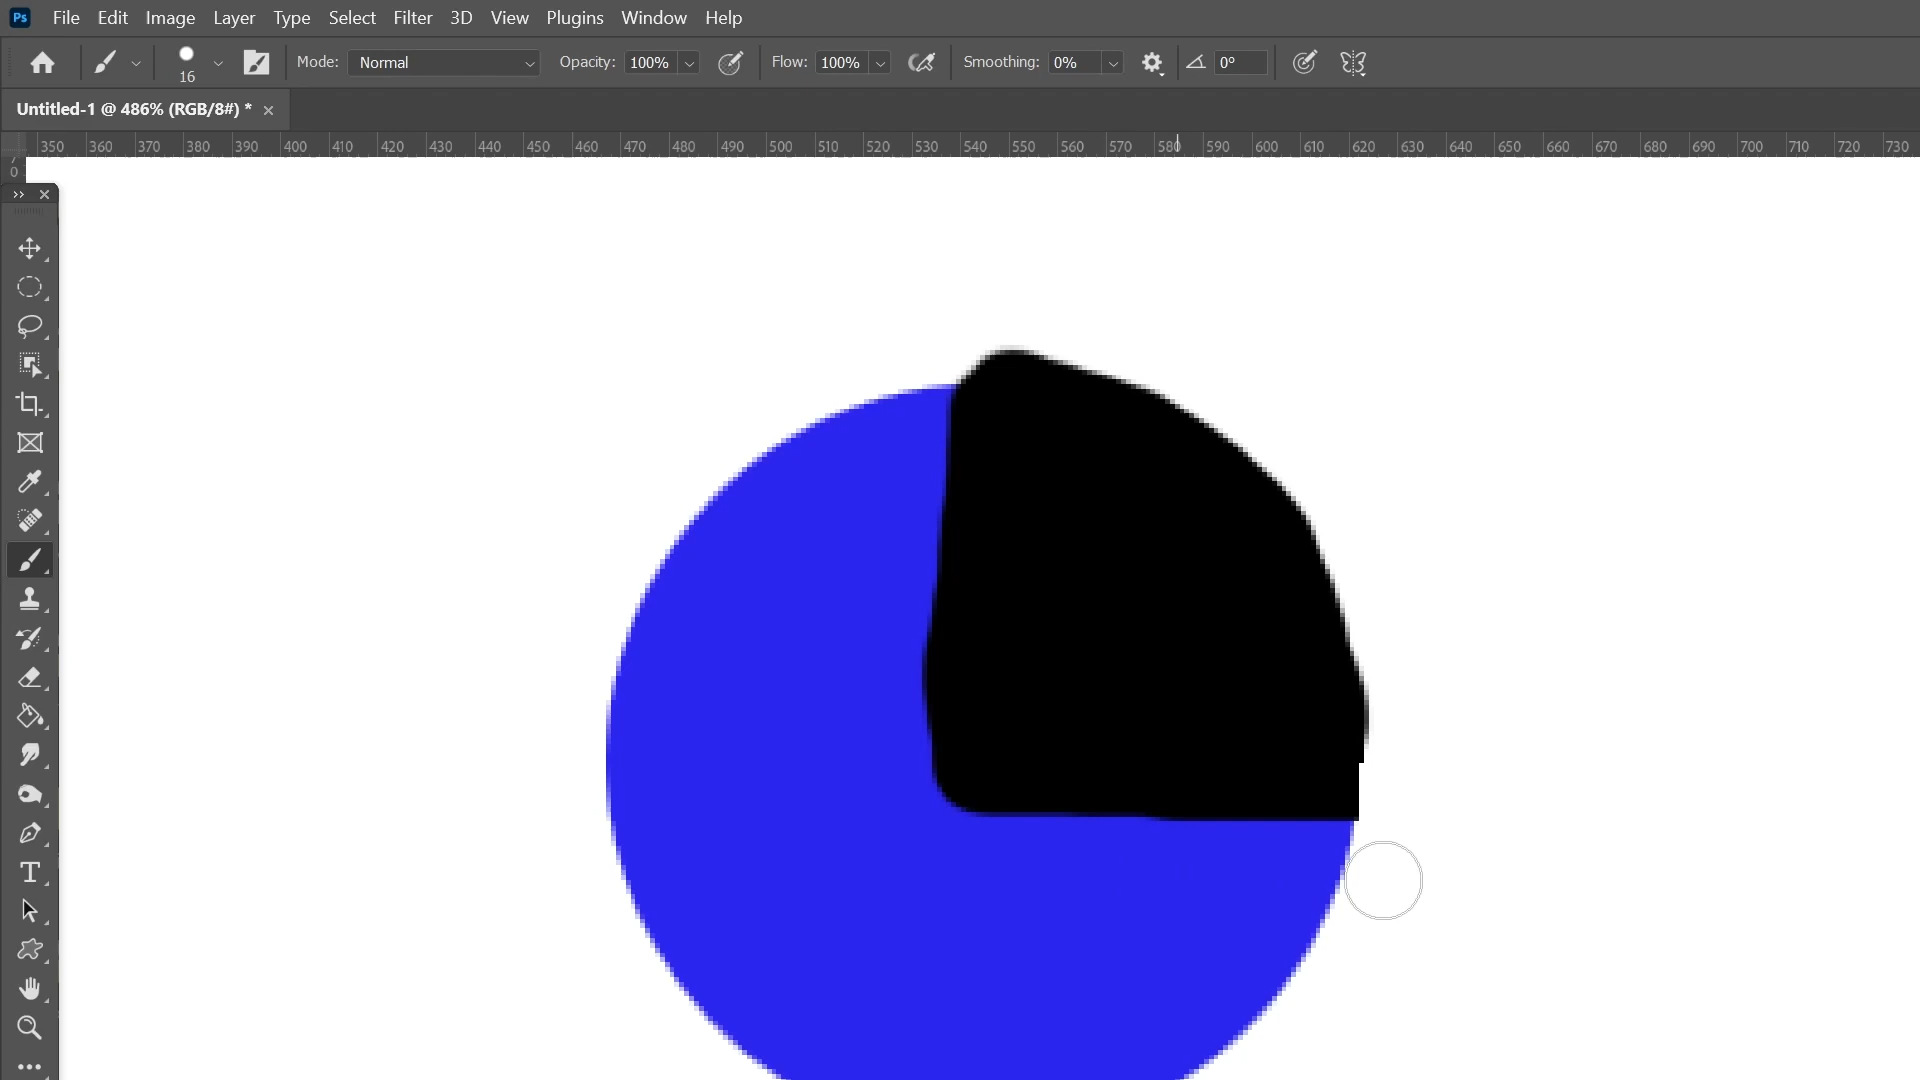 Ps File Edit Image Layer Type Select Filter 3D View Plugins Window Help
16 Mode: Normal Opacity: 100% Flow: 100% Smoothing: 0% 0°
Untitled-1 @ 486% (RGB/8#) * ×
350 360 370 380 390 400 410 420 430 440 450 460 470 480 490 500 510 520 530 540 550 560 570 580 590 600 610 620 630 640 650 660 670 680 690 700 710 720 730
0
T